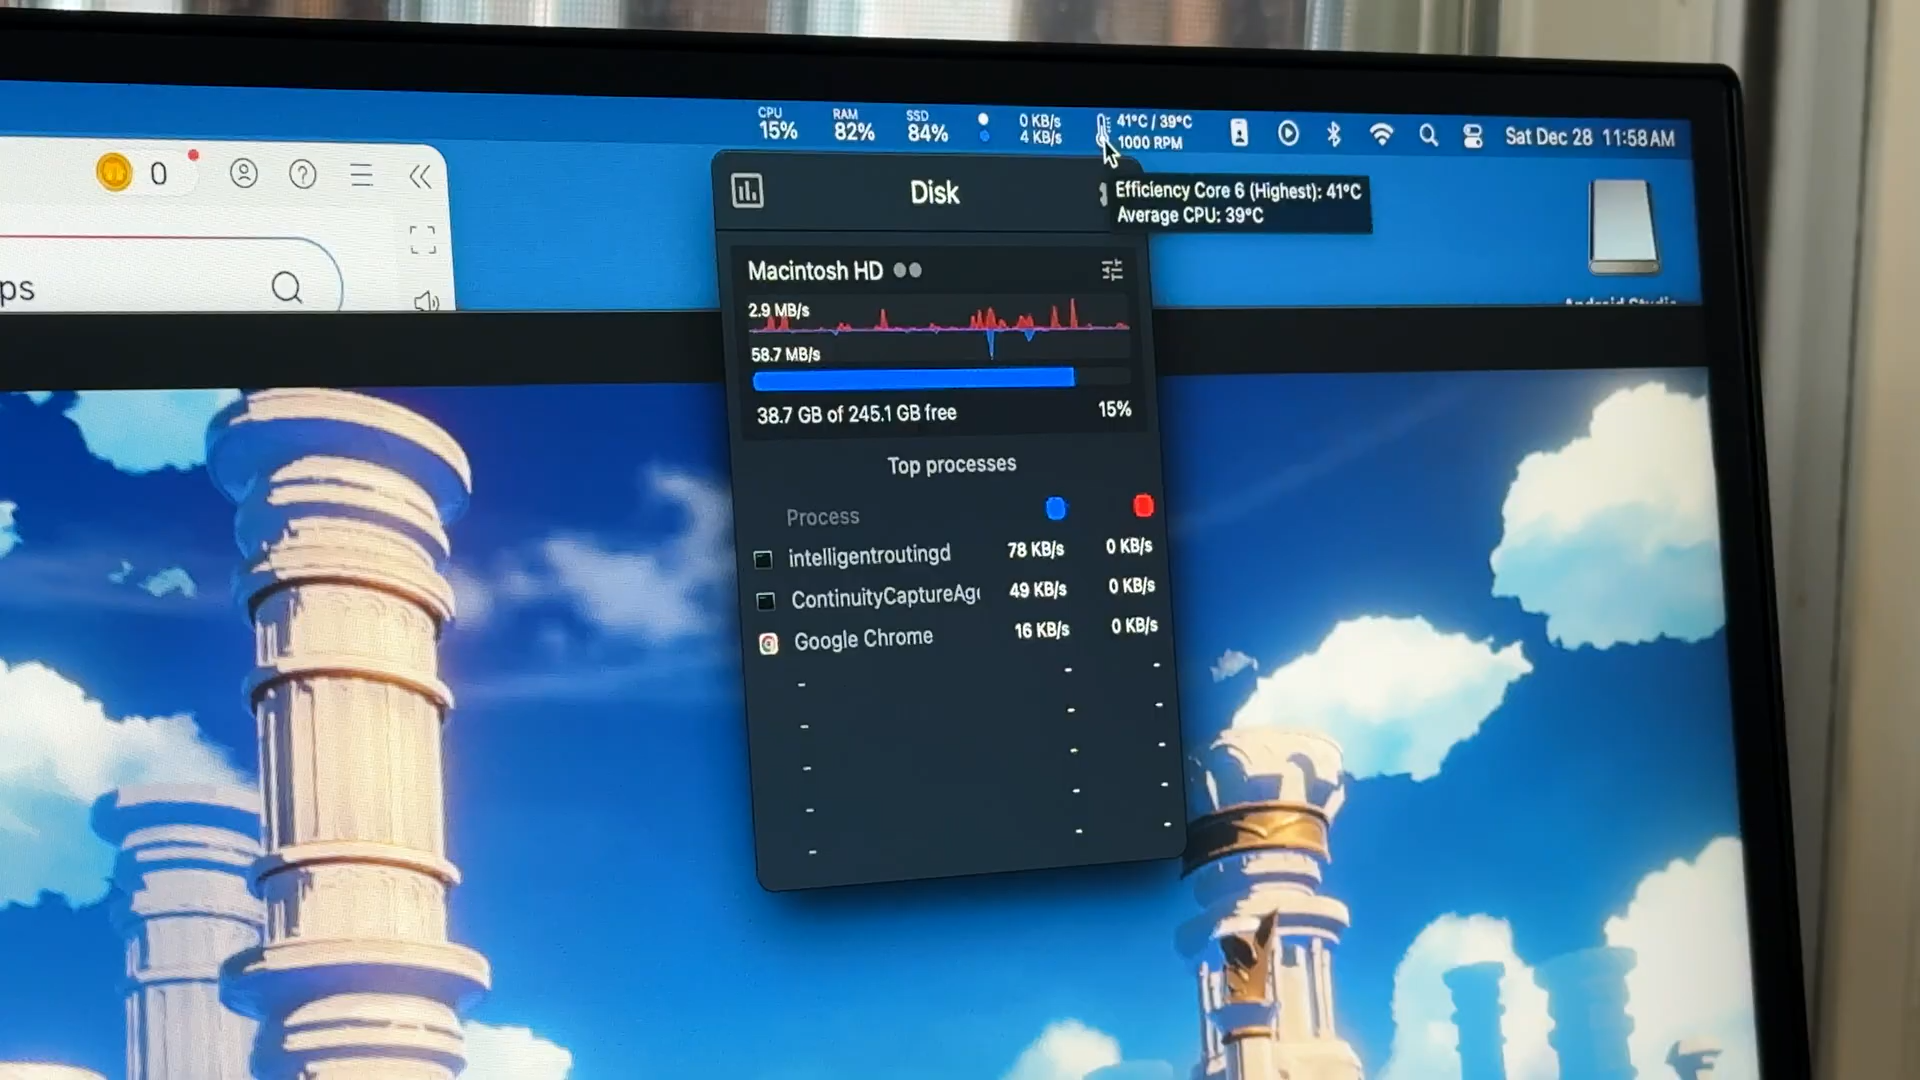 CPU
15%
RAM
82%
SSD
84%
0 KB/s
4 KB/s
41°C / 39°C
1000 RPM
Sat Dec 28 11:58 AM
0
Disk
Efficiency Core 6 (Highest): 41°C
Average CPU: 39°C
ps
Macintosh HD
2.9 MB/s
58.7 MB/s
38.7 GB of 245.1 GB free
15%
Android Studio
Top processes
Process
intelligentroutingd 78 KB/s 0 KB/s
ContinuityCaptureAg 49 KB/s 0 KB/s
Google Chrome 16 KB/s 0 KB/s